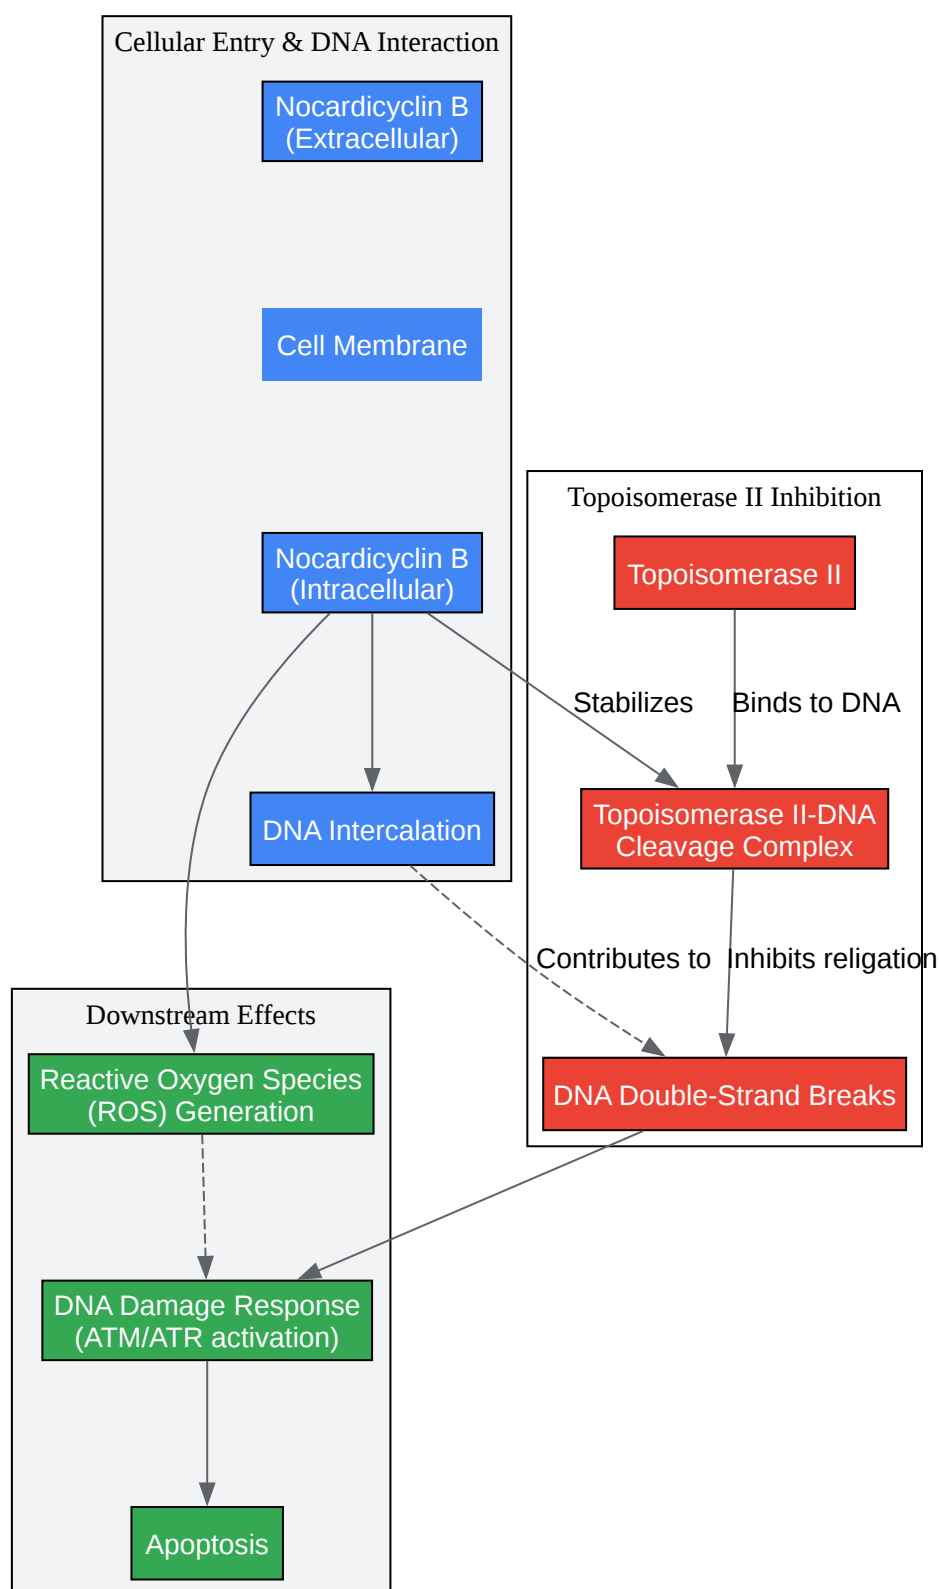 Cellular Entry & DNA Interaction
Nocardicyclin B
(Extracellular)
Cell Membrane
Nocardicyclin B
(Intracellular)
DNA Intercalation
Topoisomerase II Inhibition
Topoisomerase II
Stabilizes
Binds to DNA
Topoisomerase II-DNA
Cleavage Complex
Contributes to
Inhibits religation
DNA Double-Strand Breaks
Downstream Effects
Reactive Oxygen Species
(ROS) Generation
DNA Damage Response
(ATM/ATR activation)
Apoptosis